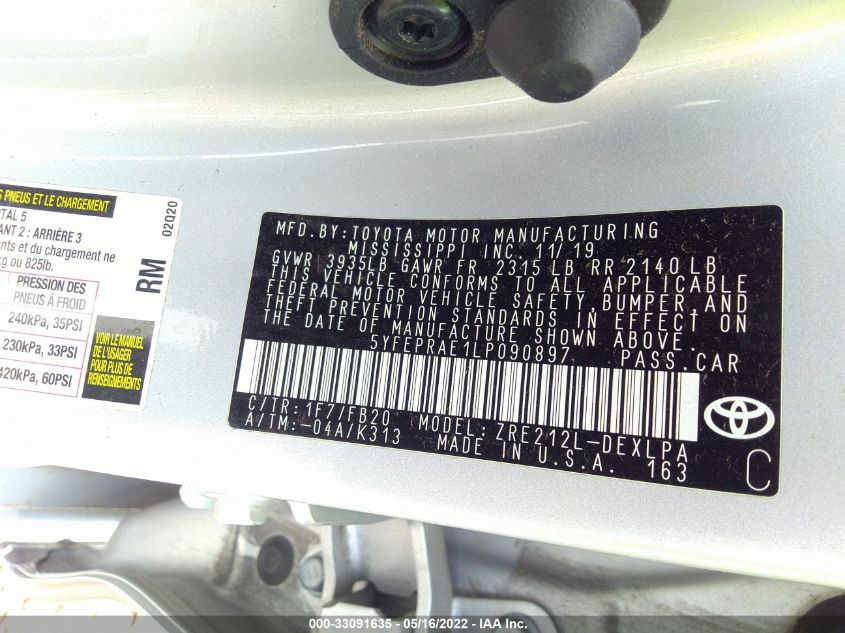 S PNEUS ET LE CHARGEMENT
TAL 5
ANT 2 : ARRIÈRE 3
ents et du chargement ne
kg ou 825lb.
PRESSION DES
PNEUS À FROID
240kPa, 35PSI
230kPa, 33PSI
420kPa, 60PSI
VOIR LE MANUEL
DE L'USAGER
POUR PLUS DE
RENSEIGNEMENTS
02Q20
RM
MFD.BY:TOYOTA MOTOR MANUFACTURING
MISSISSIPPI INC. 11/19
GVWR 3935LB GAWR FR 2315 LB RR 2140LB
THIS VEHICLE CONFORMS TO ALL APPLICABLE
FEDERAL MOTOR VEHICLE SAFETY, BUMPER, AND
THEFT PREVENTION STANDARDS IN EFFECT ON
THE DATE OF MANUFACTURE SHOWN ABOVE.
5YFEPRAE1LP090897 PASS.CAR
C/TR: 1F7/FB20 MODEL: ZRE212L-DEXLPA
A/TM:-04A/K313 MADE IN U.S.A. 163
C
000-33091635 - 05/16/2022 - IAA Inc.